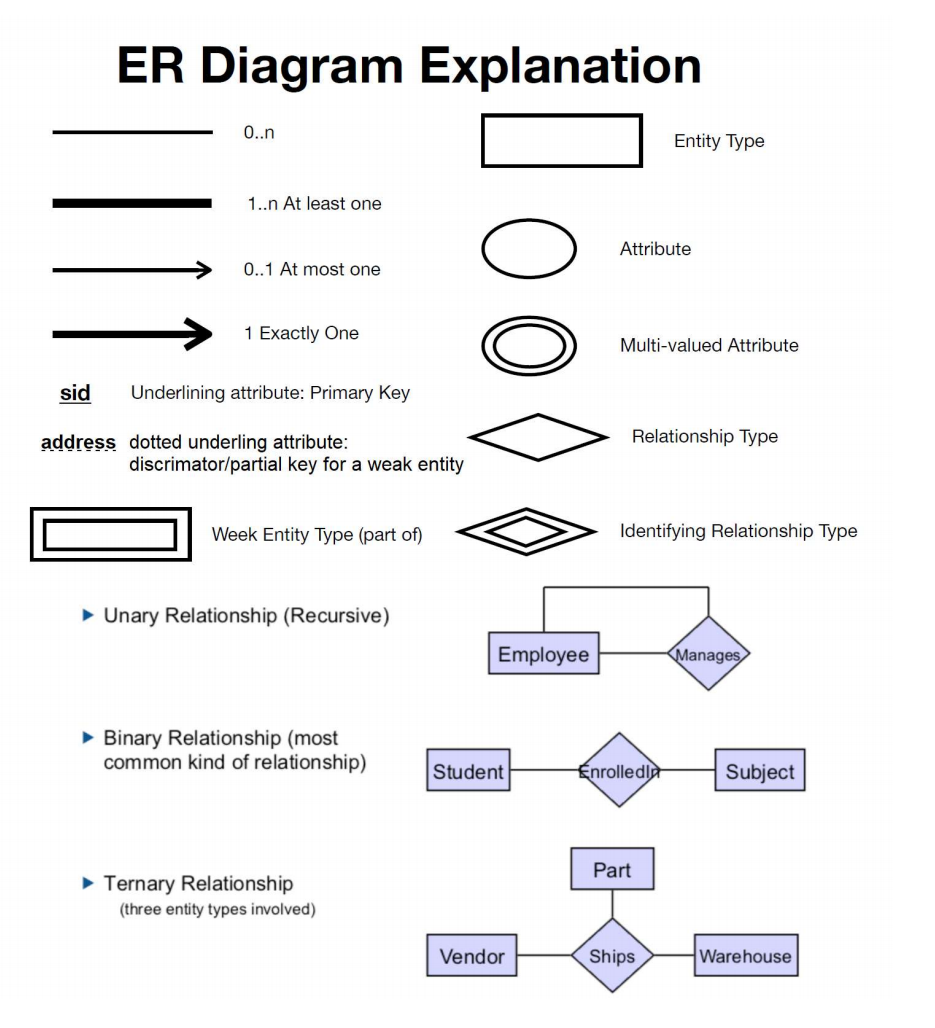 ER Diagram Explanation
0..n
Entity Type
1..n At least one
Attribute
0..1 At most one
1 Exactly One
Multi-valued Attribute
sid Underlining attribute: Primary Key
address dotted underling attribute:
discrimator/partial key for a weak entity
Relationship Type
Week Entity Type (part of)
Identifying Relationship Type
Unary Relationship (Recursive)
Employee
Manages
Binary Relationship (most
common kind of relationship)
Student
EnrolledIn
Subject
Ternary Relationship
(three entity types involved)
Part
Vendor
Ships
Warehouse